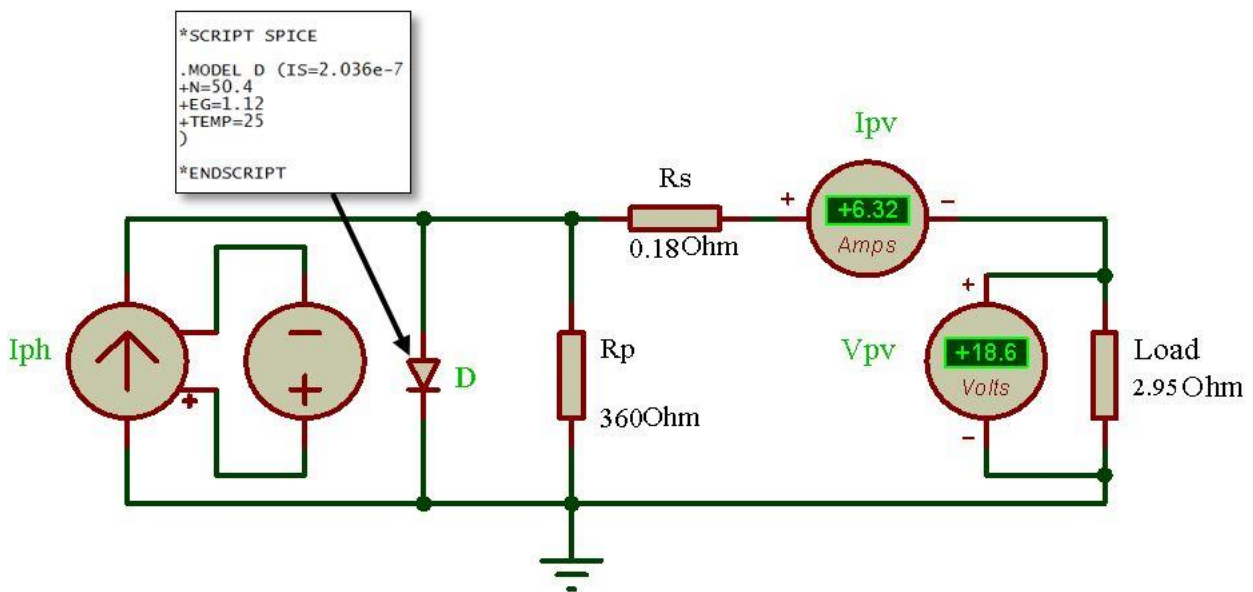 *SCRIPT SPICE
.MODEL D (IS=2.036e-7
+N=50.4
+EG=1.12
+TEMP=25
)
*ENDSCRIPT
Ipv
Rs
+ +6.32 −
Amps
0.18Ohm
Iph
+
−
+
D
Rp
360Ohm
Vpv
+
+18.6
Volts
−
Load
2.95Ohm